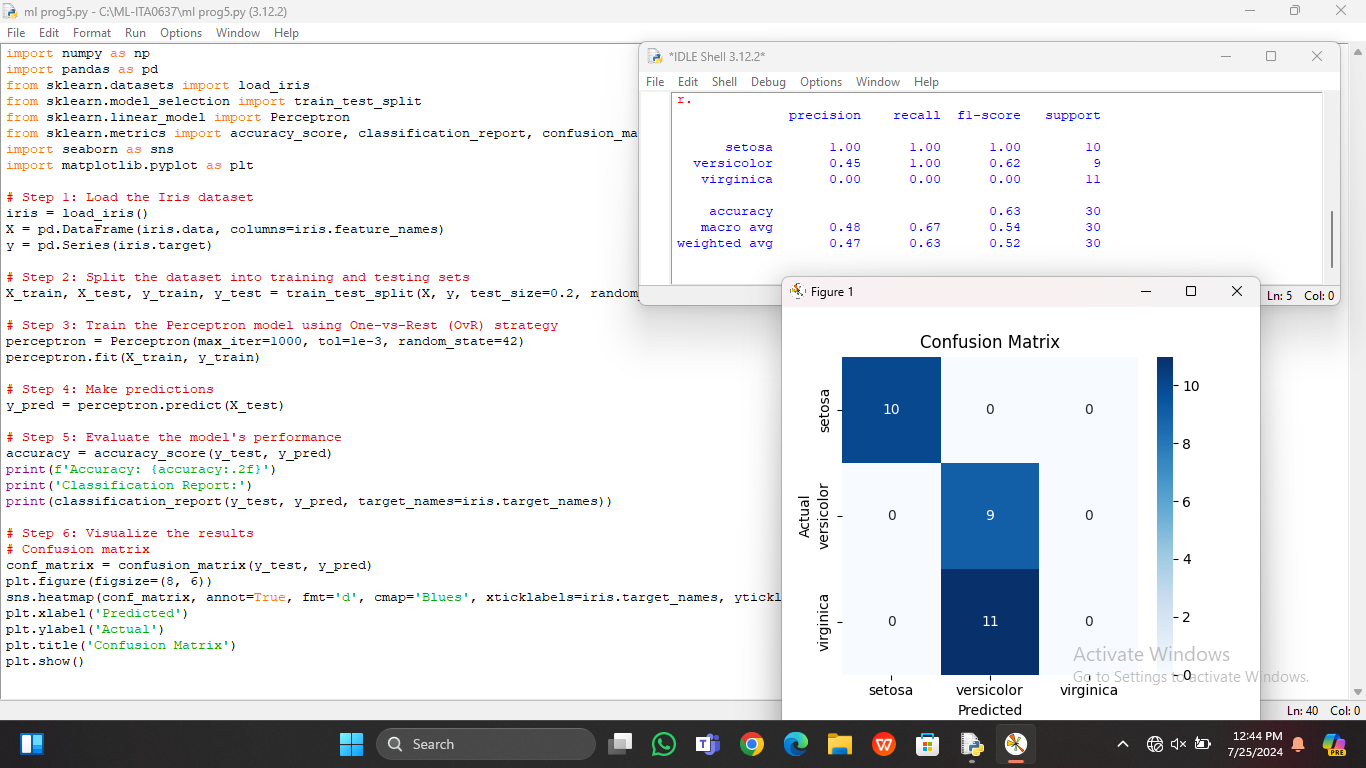 ml prog5.py - C:\ML-ITA0637\ml prog5.py (3.12.2)
File Edit Format Run Options Window Help
import numpy as np
import pandas as pd
from sklearn.datasets import load_iris
from sklearn.model_selection import train_test_split
from sklearn.linear_model import Perceptron
from sklearn.metrics import accuracy_score, classification_report, confusion_ma
import seaborn as sns
import matplotlib.pyplot as plt
# Step 1: Load the Iris dataset
iris = load_iris()
X = pd.DataFrame(iris.data, columns=iris.feature_names)
y = pd.Series(iris.target)
# Step 2: Split the dataset into training and testing sets
X_train, X_test, y_train, y_test = train_test_split(X, y, test_size=0.2, random_
# Step 3: Train the Perceptron model using One-vs-Rest (OvR) strategy
perceptron = Perceptron(max_iter=1000, tol=1e-3, random_state=42)
perceptron.fit(X_train, y_train)
# Step 4: Make predictions
y_pred = perceptron.predict(X_test)
# Step 5: Evaluate the model's performance
accuracy = accuracy_score(y_test, y_pred)
print(f'Accuracy: {accuracy:.2f}')
print('Classification Report:')
print(classification_report(y_test, y_pred, target_names=iris.target_names))
# Step 6: Visualize the results
# Confusion matrix
conf_matrix = confusion_matrix(y_test, y_pred)
plt.figure(figsize=(8, 6))
sns.heatmap(conf_matrix, annot=True, fmt='d', cmap='Blues', xticklabels=iris.target_names, ytickl
plt.xlabel('Predicted')
plt.ylabel('Actual')
plt.title('Confusion Matrix')
plt.show()
Ln: 40 Col: 0
*IDLE Shell 3.12.2*
File Edit Shell Debug Options Window Help
r.
precision recall f1-score support
setosa 1.00 1.00 1.00 10
versicolor 0.45 1.00 0.62 9
virginica 0.00 0.00 0.00 11
accuracy 0.63 30
macro avg 0.48 0.67 0.54 30
weighted avg 0.47 0.63 0.52 30
Ln: 5 Col: 0
Figure 1
Confusion Matrix
setosa 10 0 0
versicolor 0 9 0
virginica 0 11 0
Actual
setosa versicolor virginica
Predicted
10
8
6
4
2
0
Activate Windows
Go to Settings to activate Windows.
Search
PRE
12:44 PM
7/25/2024